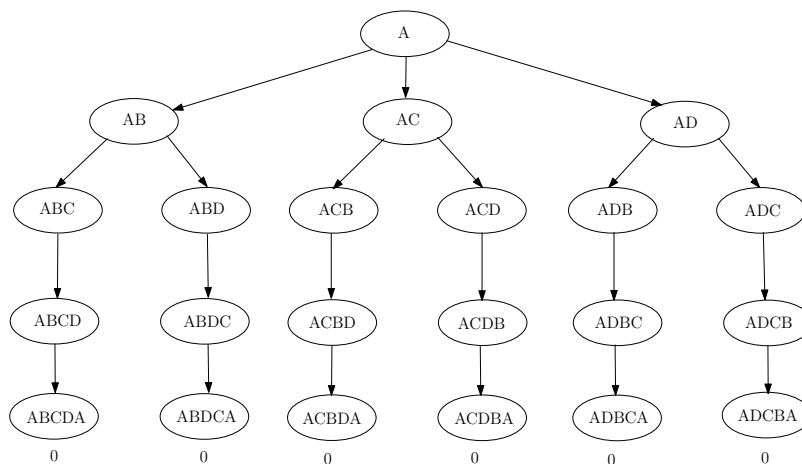 A
AB AC AD
ABC ABD ACB ACD ADB ADC
ABCD ABDC ACBD ACDB ADBC ADCB
ABCDA ABDCA ACBDA ACDBA ADBCA ADCBA
0 0 0 0 0 0